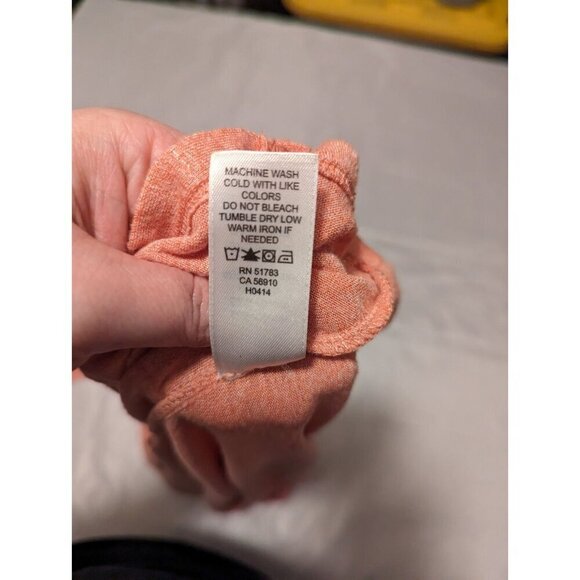 MACHINE WASH
COLD WITH LIKE
COLORS
DO NOT BLEACH
TUMBLE DRY LOW
WARM IRON IF
NEEDED
RN 51783
CA 56910
H0414